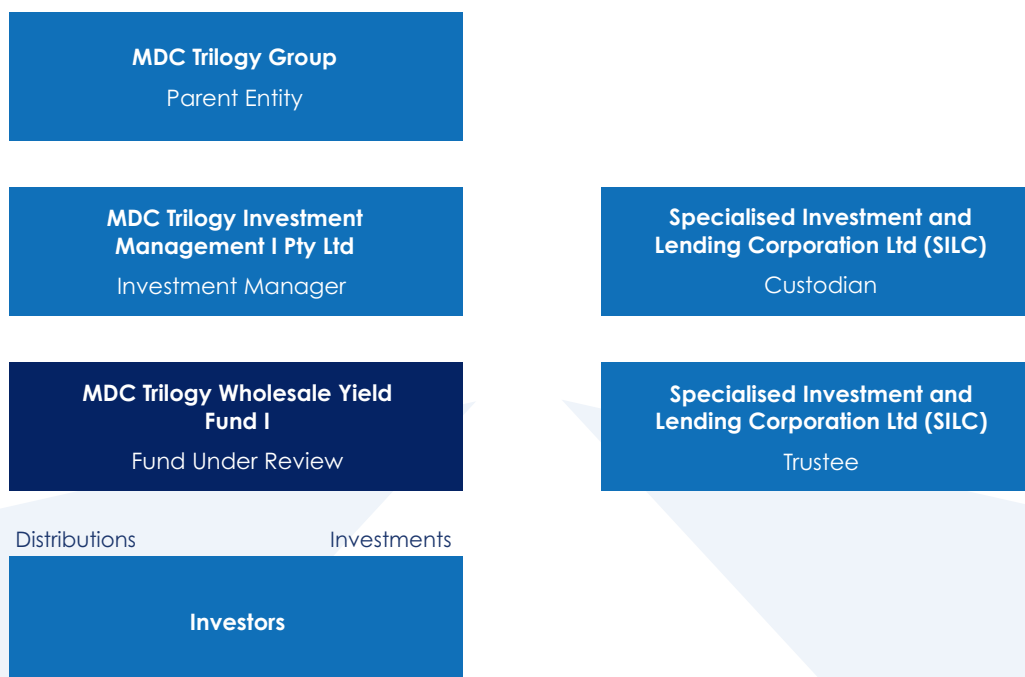 MDC Trilogy Group
Parent Entity
MDC Trilogy Investment
Management I Pty Ltd
Investment Manager
Specialised Investment and
Lending Corporation Ltd (SILC)
Custodian
MDC Trilogy Wholesale Yield
Fund I
Fund Under Review
Specialised Investment and
Lending Corporation Ltd (SILC)
Trustee
Distributions
Investments
Investors